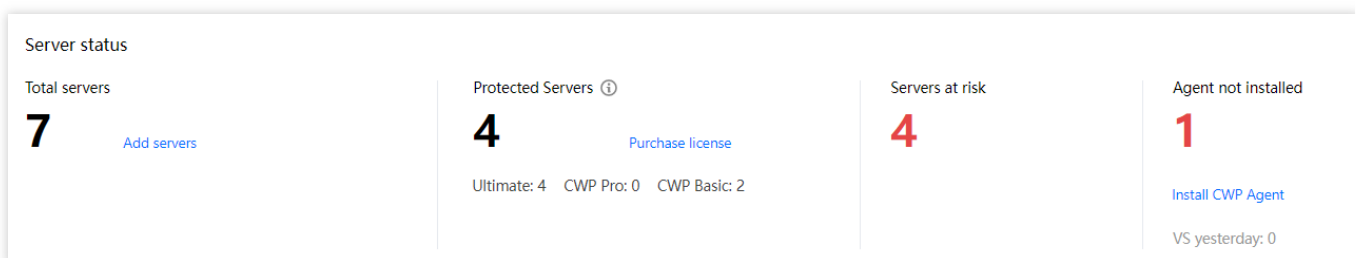 Server status
Total servers
7
Add servers
Protected Servers
4
Purchase license
Ultimate: 4 CWP Pro: 0 CWP Basic: 2
Servers at risk
4
Agent not installed
1
Install CWP Agent
VS yesterday: 0